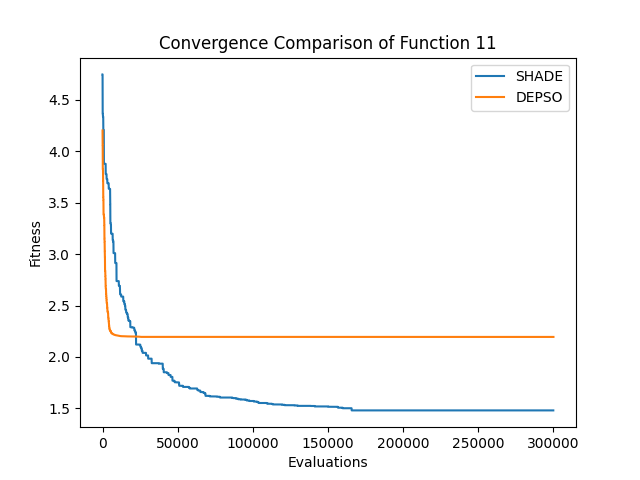 Convergence Comparison of Function 11
SHADE
DEPSO
Fitness
4.5
4.0
3.5
3.0
2.5
2.0
1.5
0 50000 100000 150000 200000 250000 300000
Evaluations